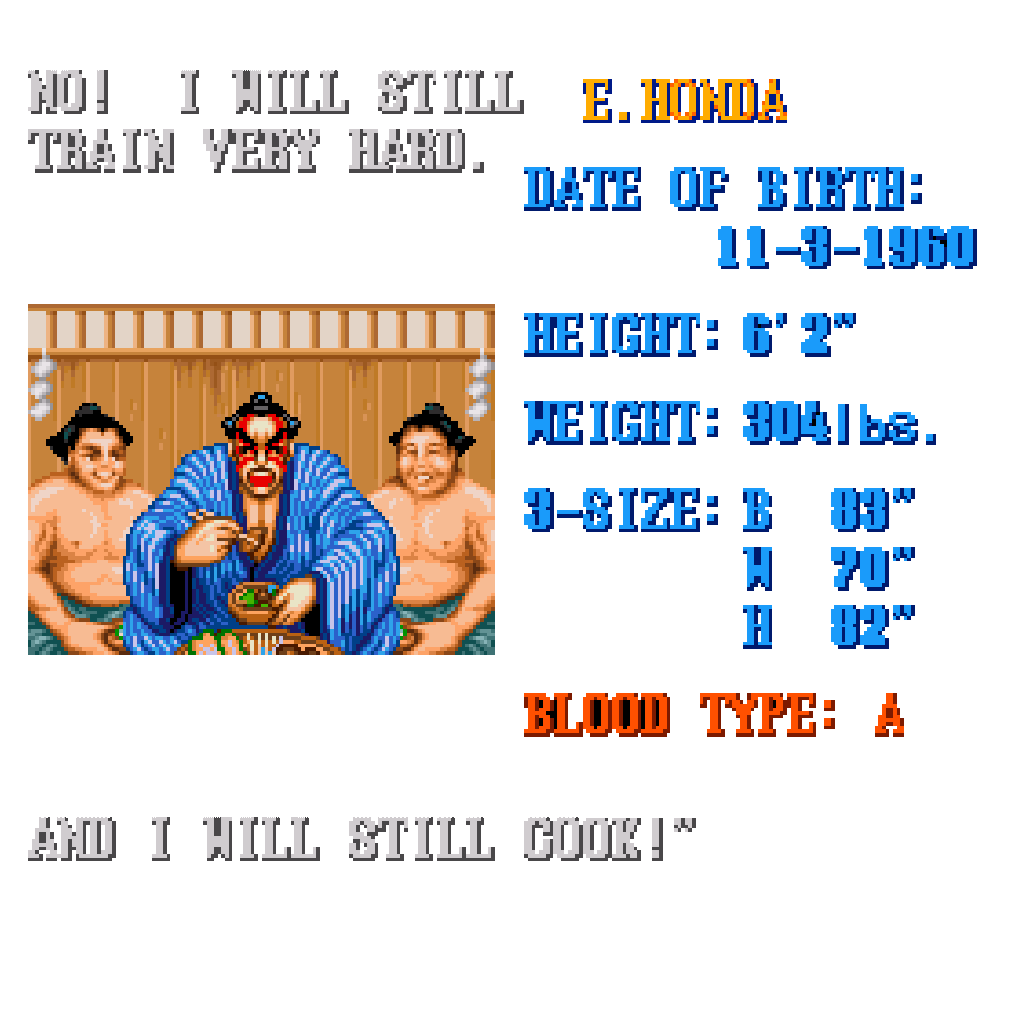 NO! I WILL STILL
TRAIN VERY HARD.
E.HONDA
DATE OF BIRTH:
11-3-1960
HEIGHT: 6'2"
WEIGHT: 304lbs.
3-SIZE: B 83"
W 70"
H 82"
BLOOD TYPE: A
AND I WILL STILL COOK!"